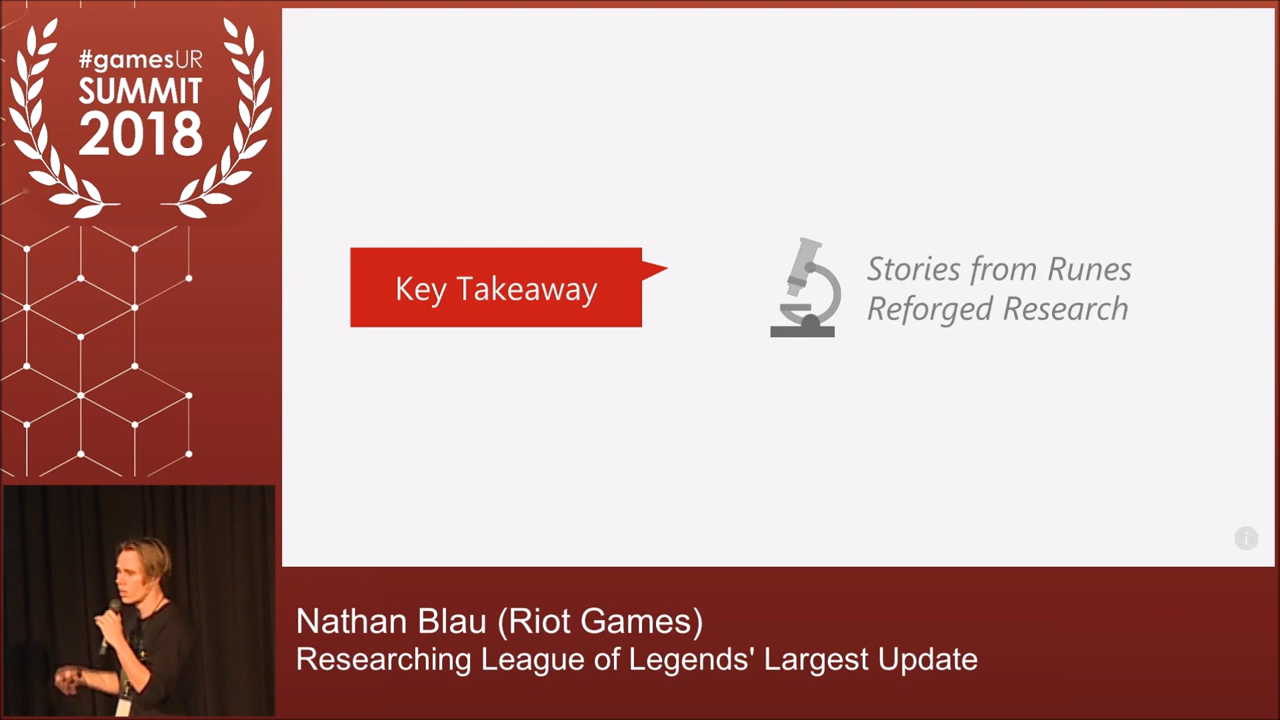 #gamesUR
SUMMIT
2018
Key Takeaway
Stories from Runes
Reforged Research
i
Nathan Blau (Riot Games)
Researching League of Legends' Largest Update